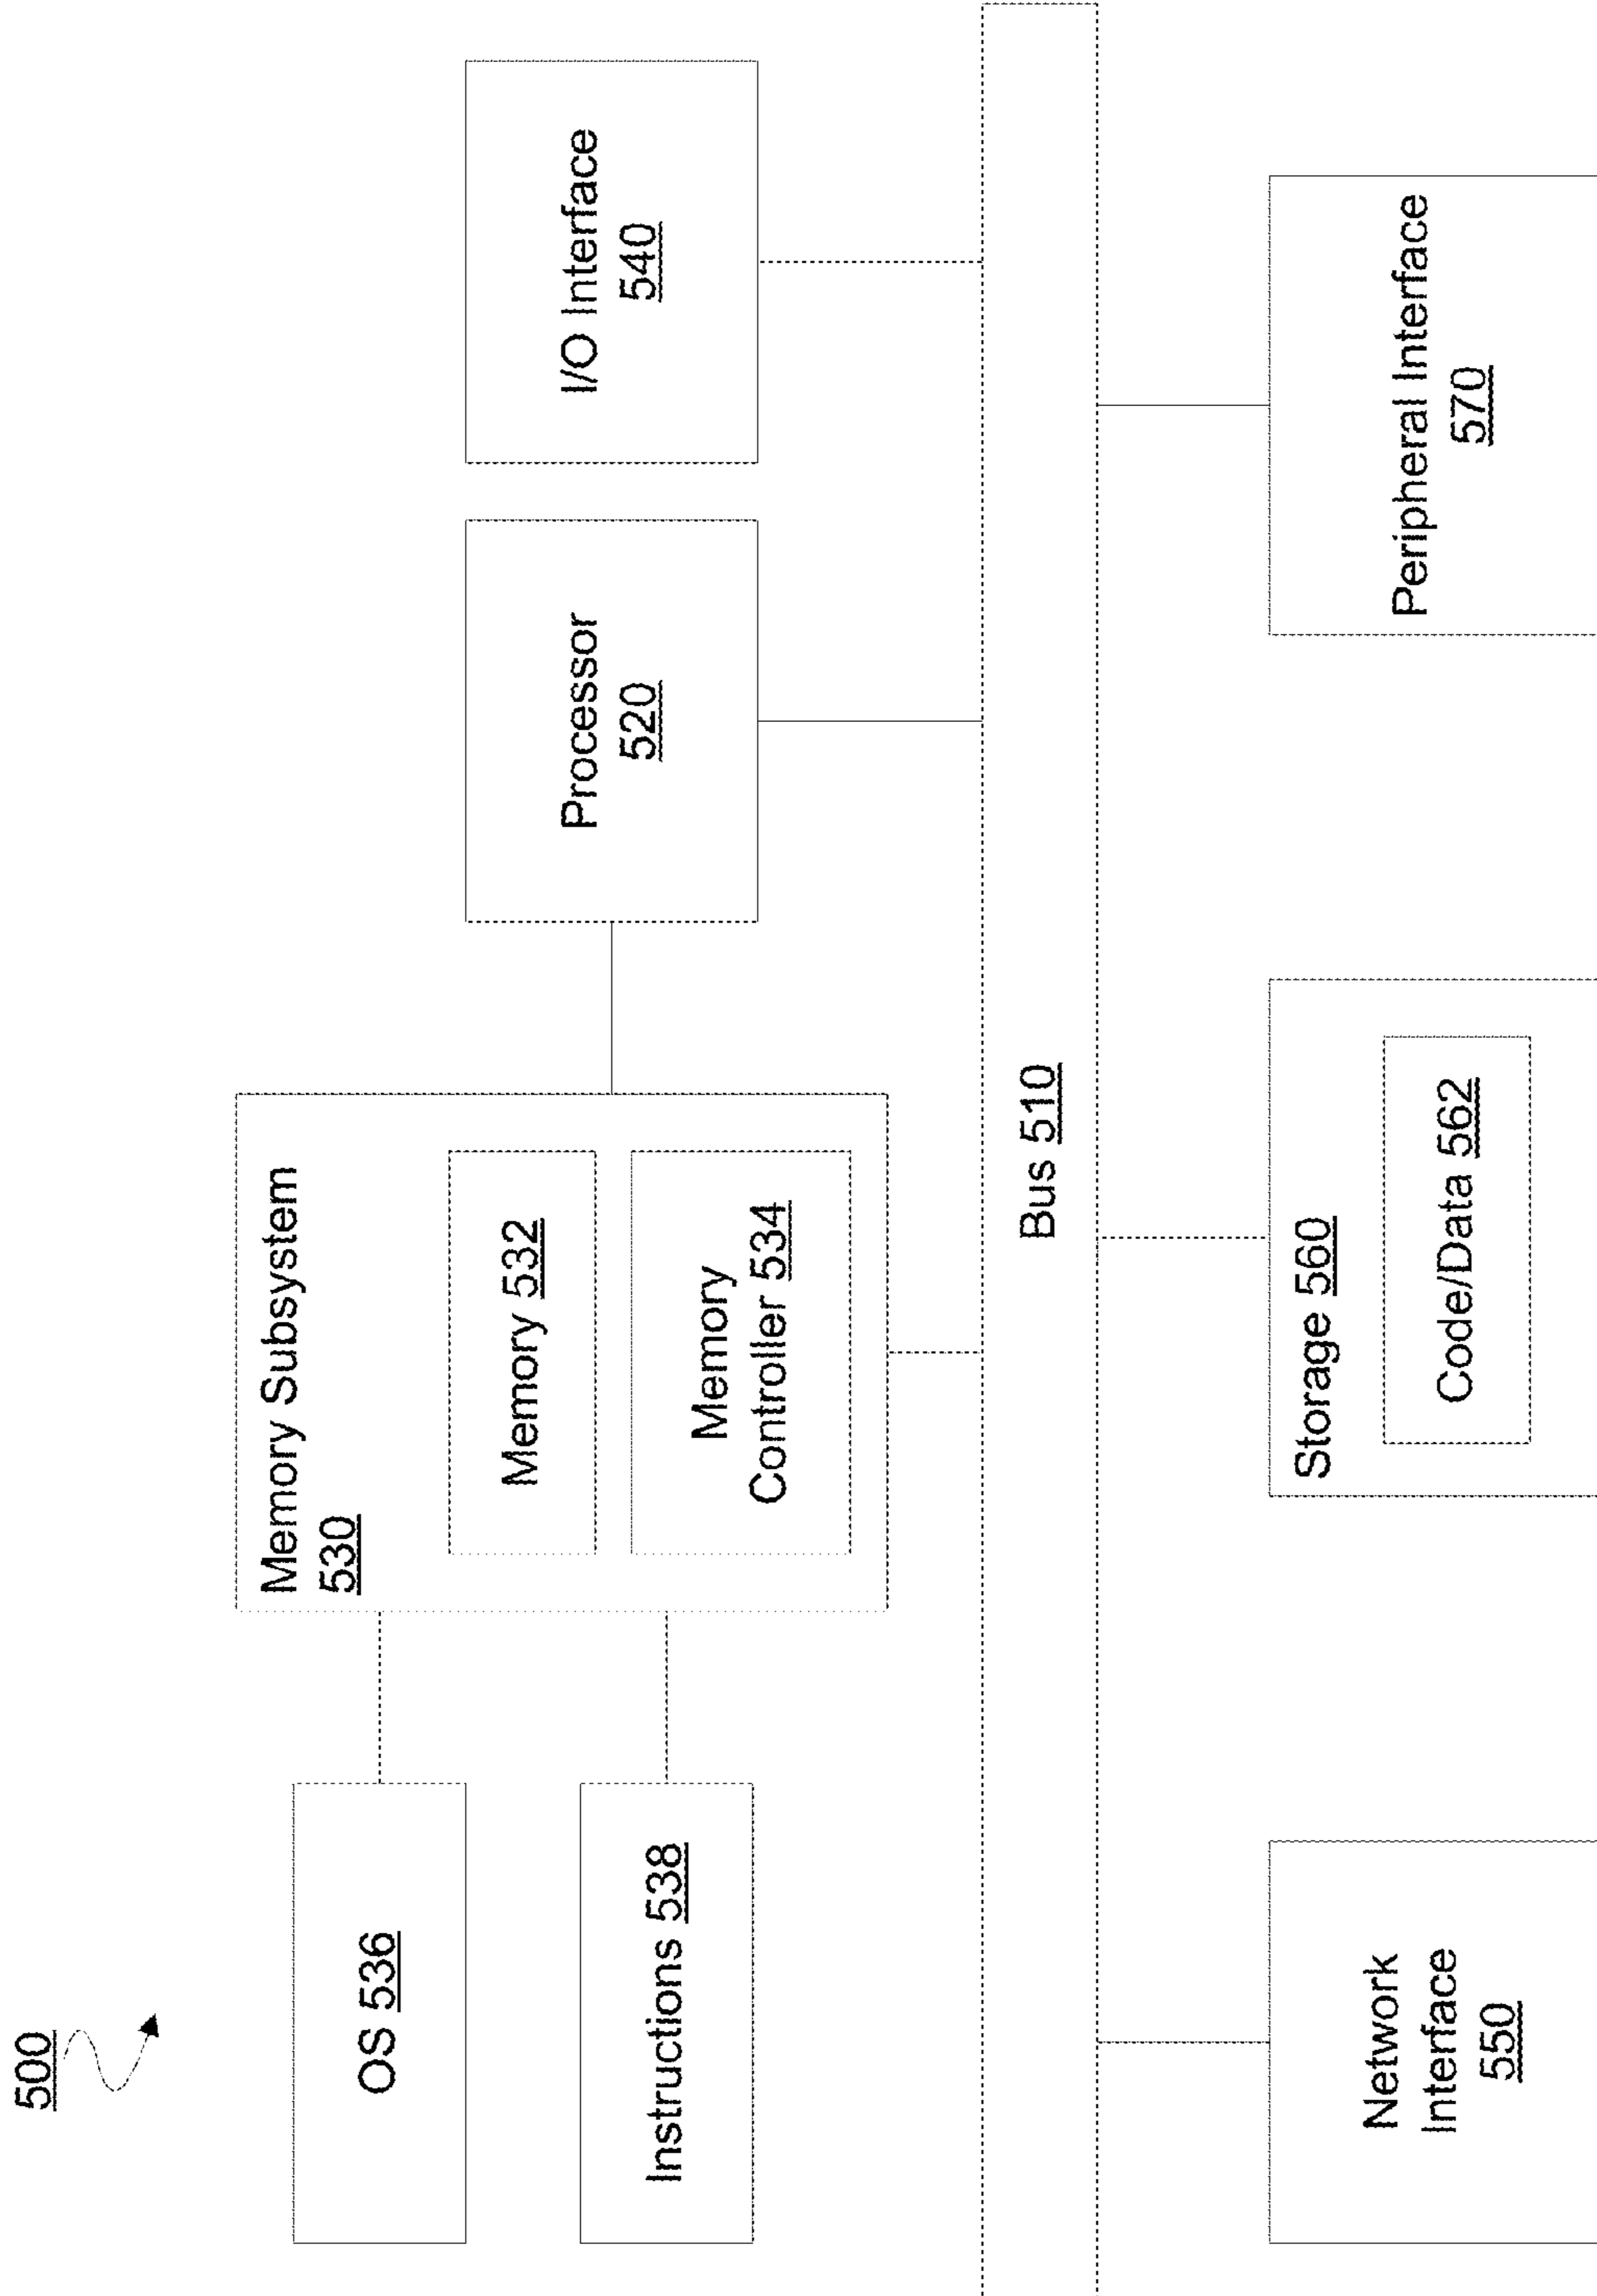 500
OS 536
Instructions 538
Memory Subsystem
530
Memory 532
Memory
Controller 534
Processor
520
I/O Interface
540
Bus 510
Network
Interface
550
Storage 560
Code/Data 562
Peripheral Interface
570